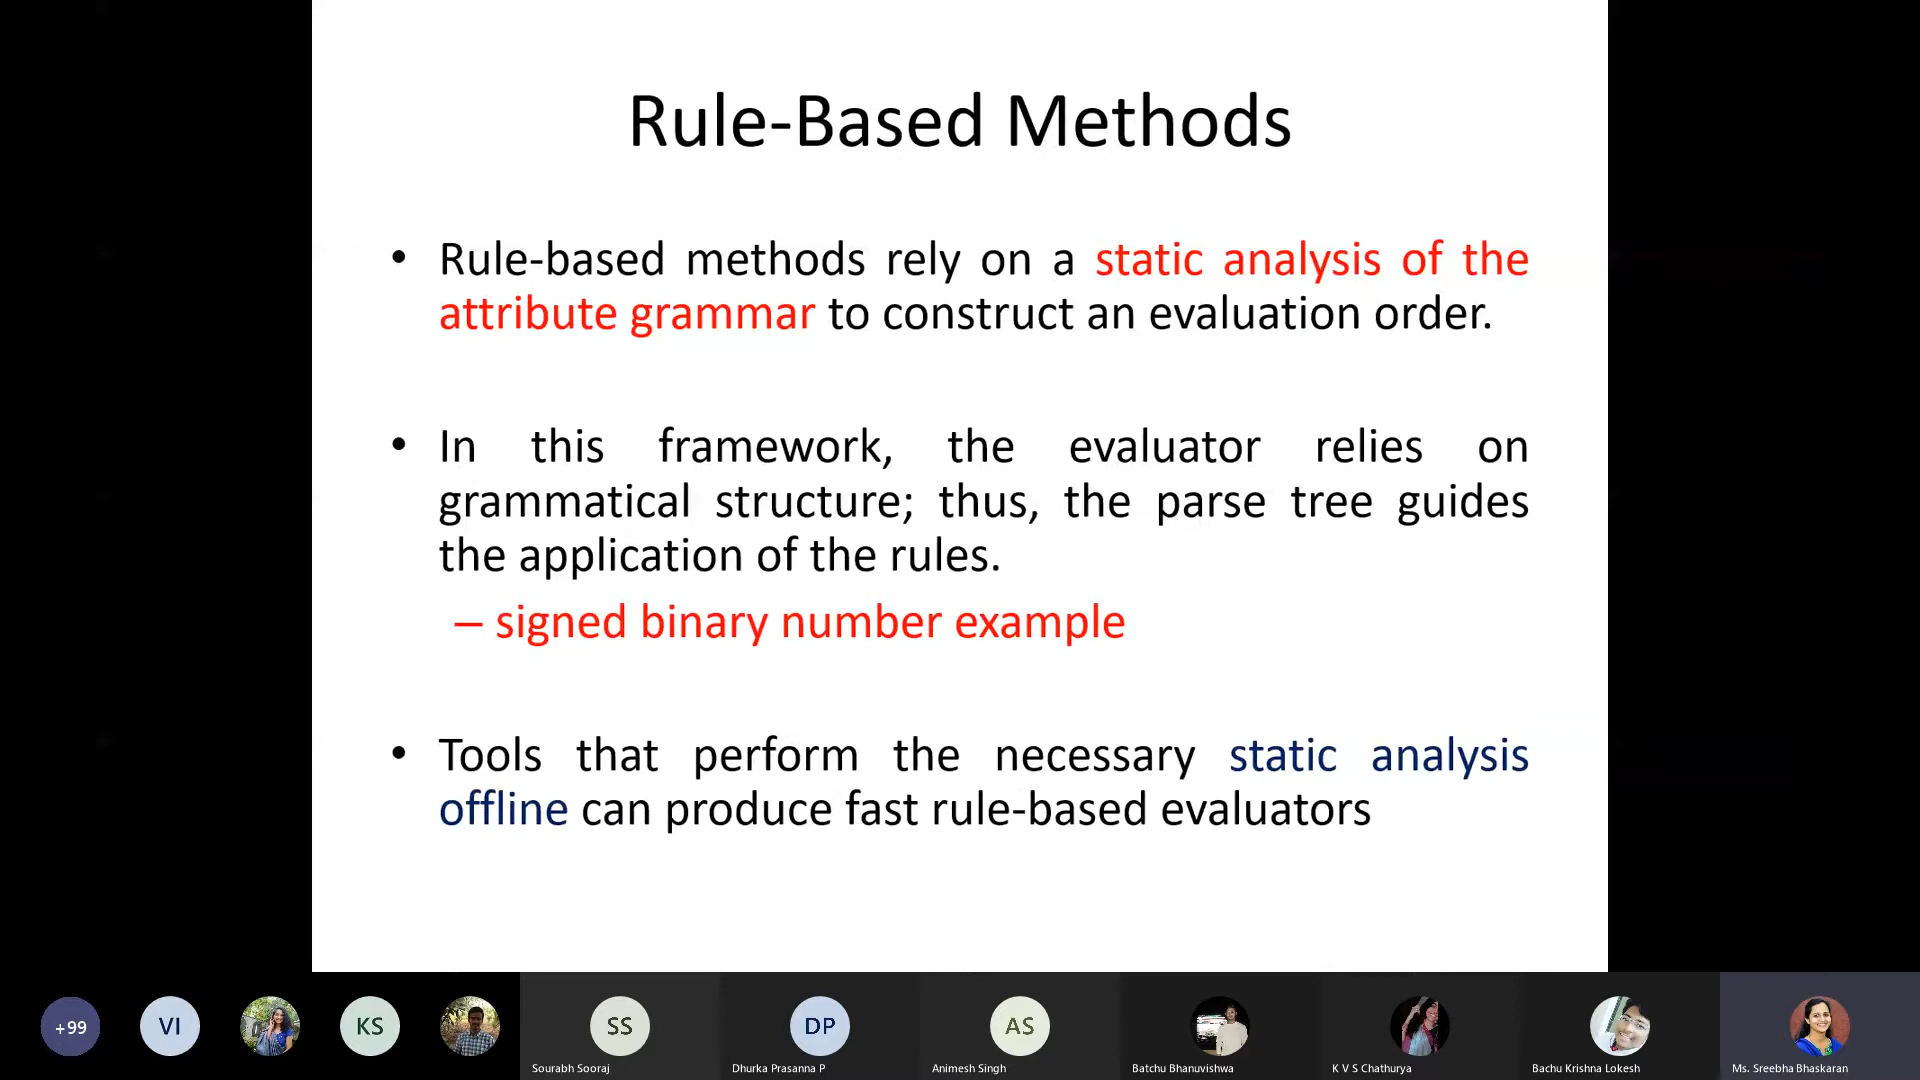 Rule-Based Methods
• Rule-based methods rely on a static analysis of the
attribute grammar to construct an evaluation order.
• In this framework, the evaluator relies on
grammatical structure; thus, the parse tree guides
the application of the rules.
– signed binary number example
• Tools that perform the necessary static analysis
offline can produce fast rule-based evaluators
+99
VI
KS
SS
DP
AS
Sourabh Sooraj
Dhurka Prasanna P
Animesh Singh
Batchu Bhanuvishwa
K V S Chathurya
Bachu Krishna Lokesh
Ms. Sreebha Bhaskaran